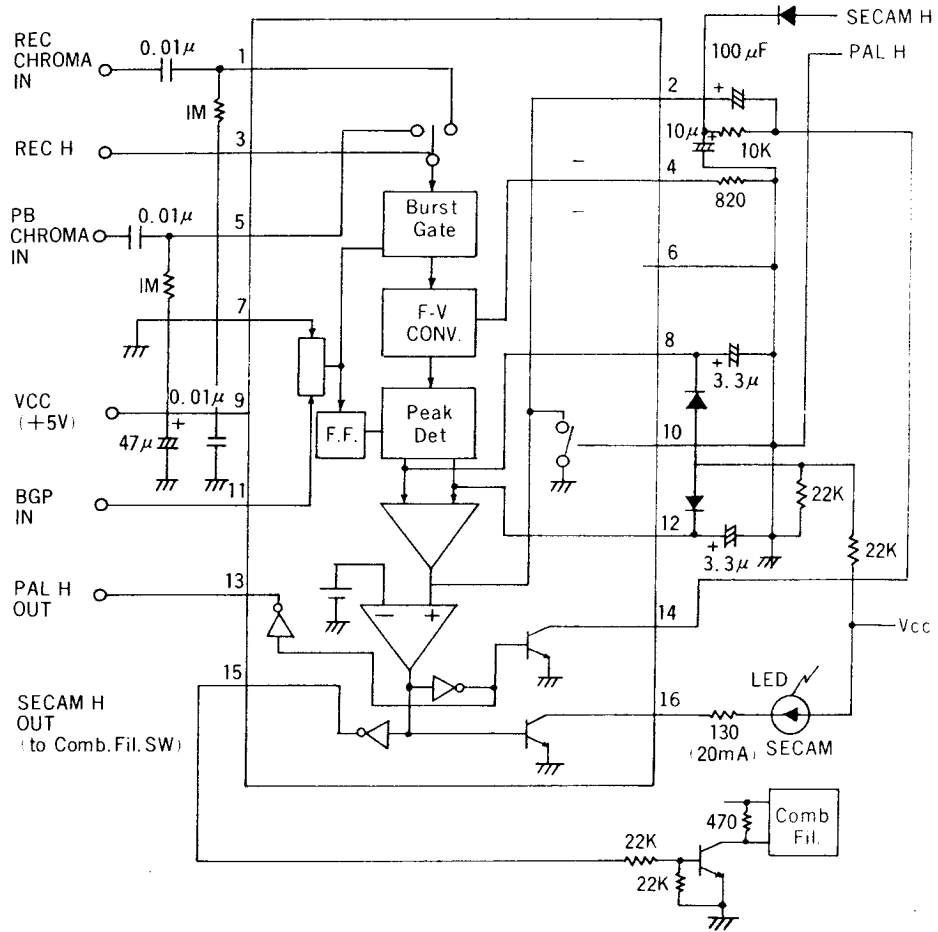 REC
CHROMA
IN
0.01μ
1
1M
REC H
3
PB
CHROMA
IN
0.01μ
5
1M
7
VCC
(+5V)
0.01μ
9
+
47μ
BGP
IN
11
PAL H
OUT
13
SECAM H
OUT
(to Comb. Fil. SW)
15
Burst
Gate
F-V
CONV.
Peak
Det
F.F.
−
+
SECAM H
PAL H
100μF
2
+
10μ
+
10K
4
820
6
8
+
3.3μ
10
22K
12
+
3.3μ
22K
14
Vcc
LED
16
130
(20mA)
SECAM
470
Comb
Fil.
22K
22K